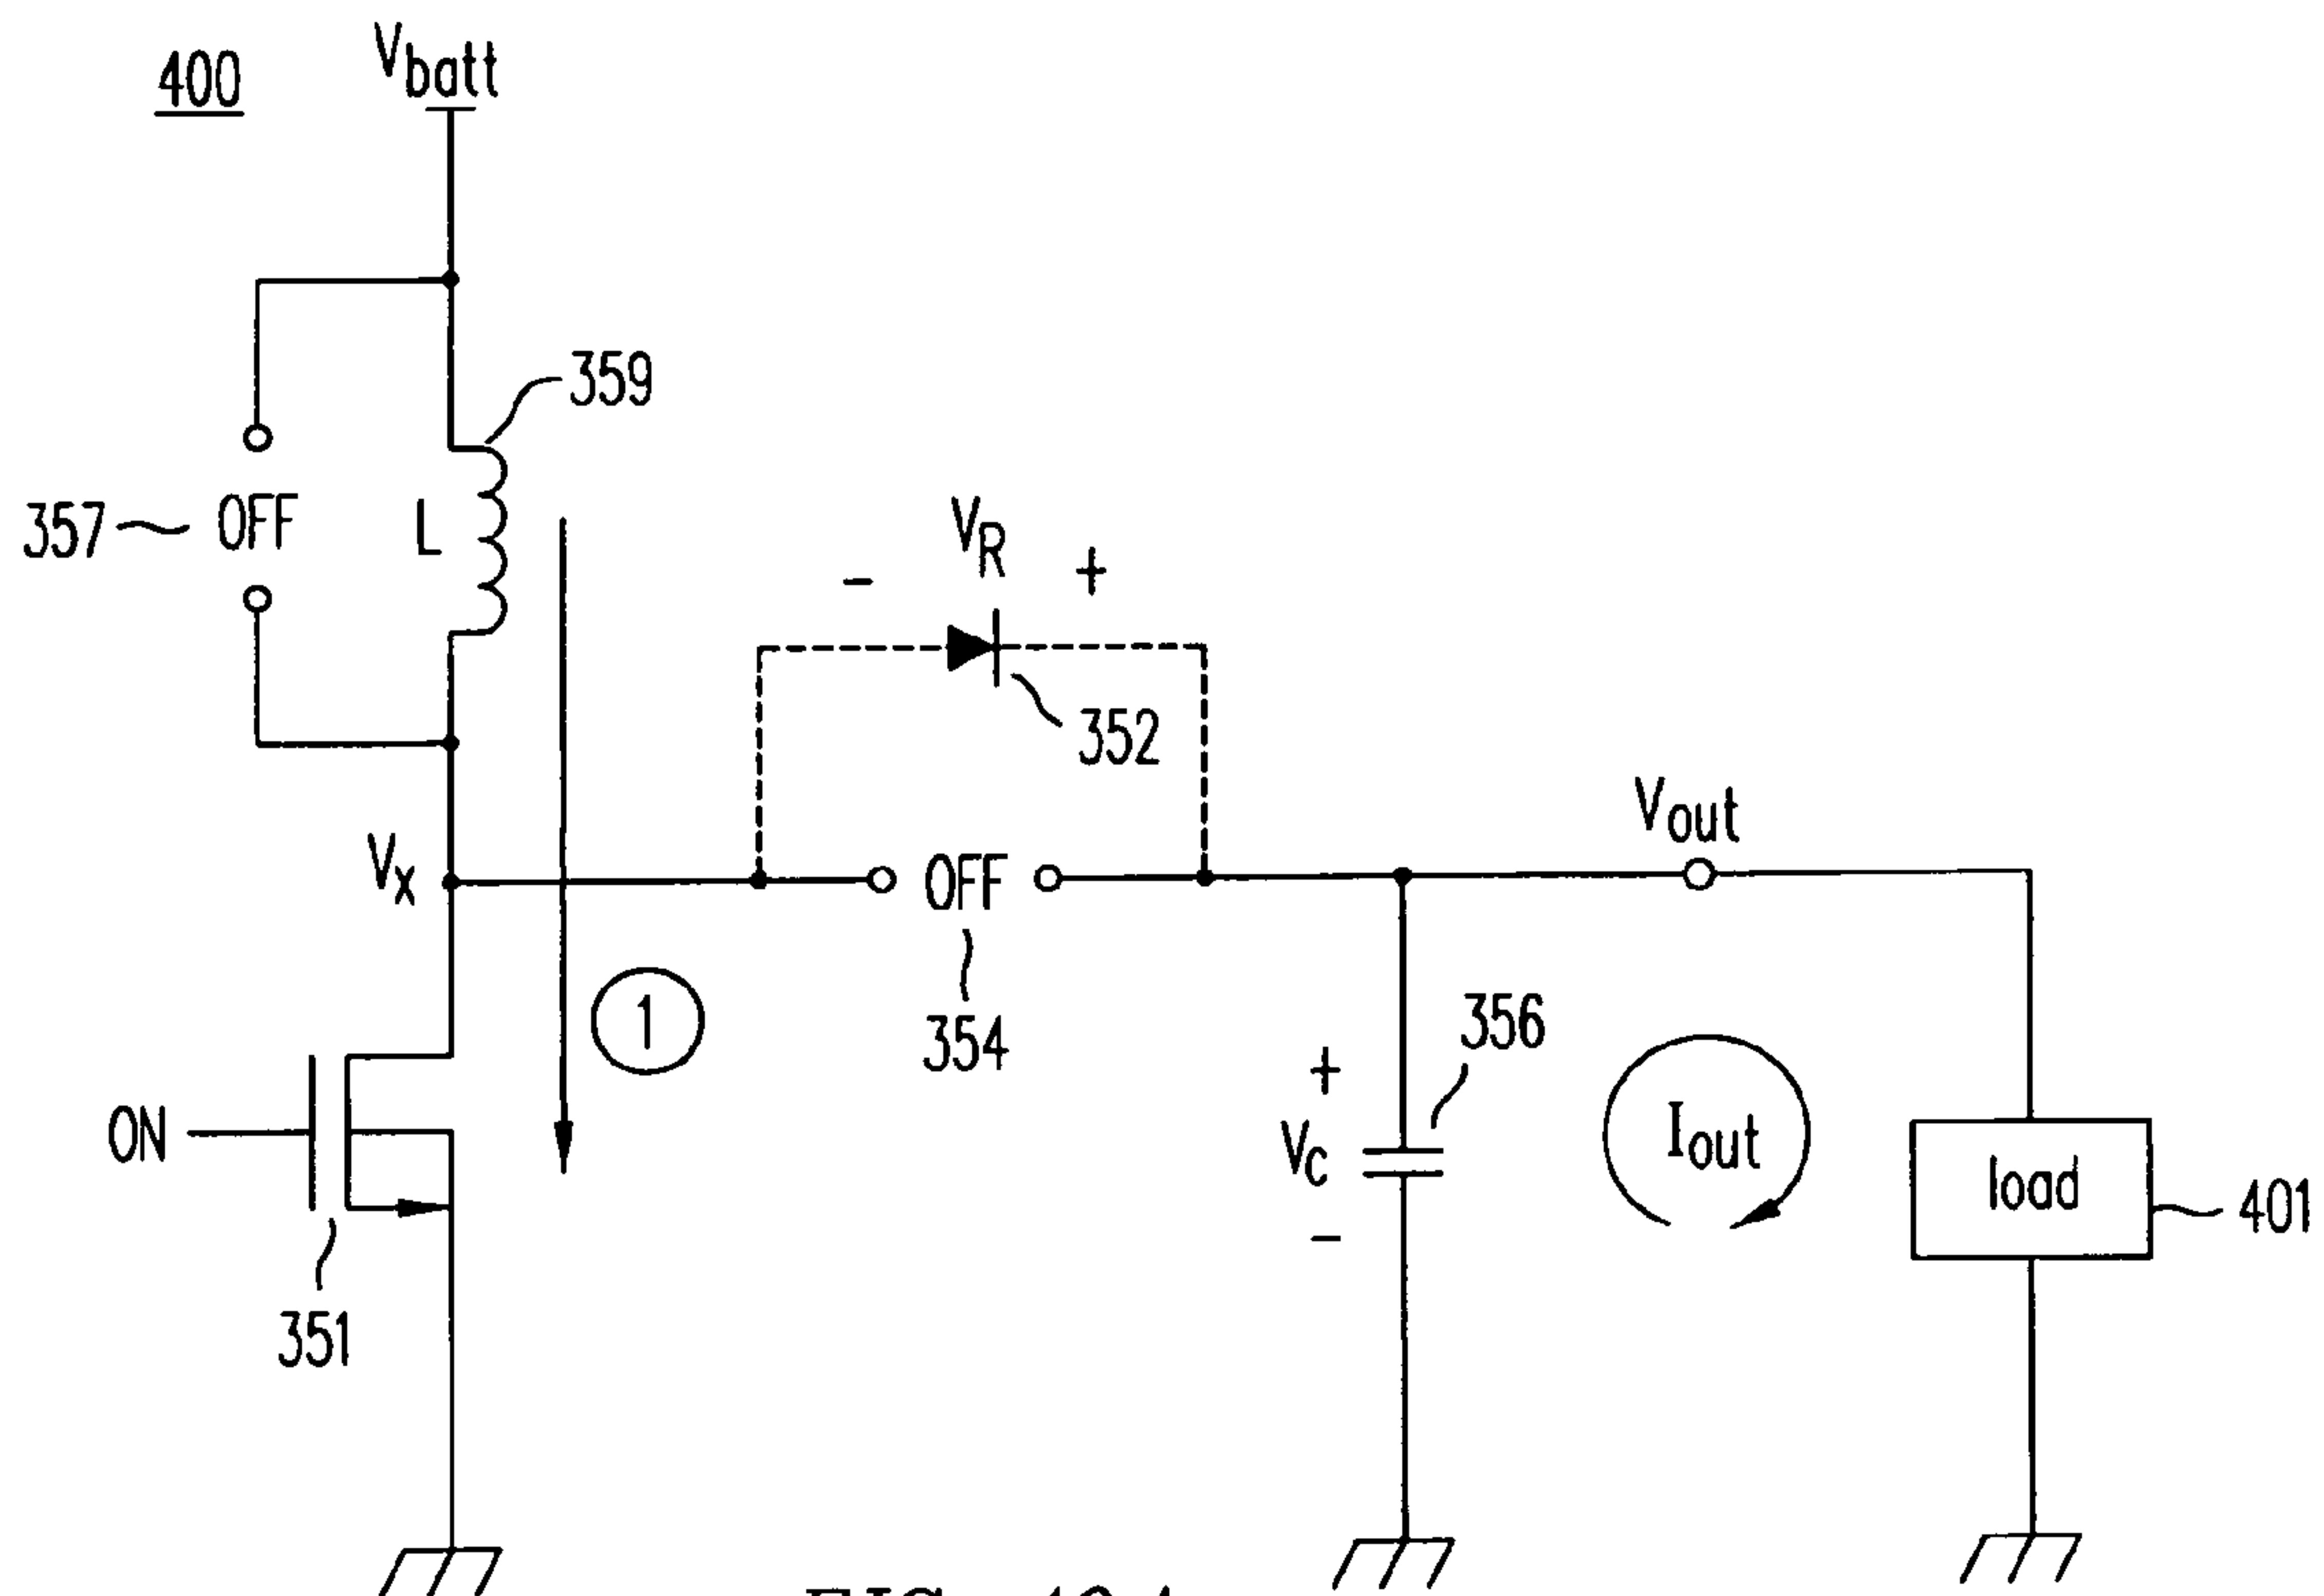 400
Vbatt
359
357
OFF
L
VR
- +
352
Vx
OFF
Vout
1
354
356
+
VC
-
Iout
ON
load
401
351